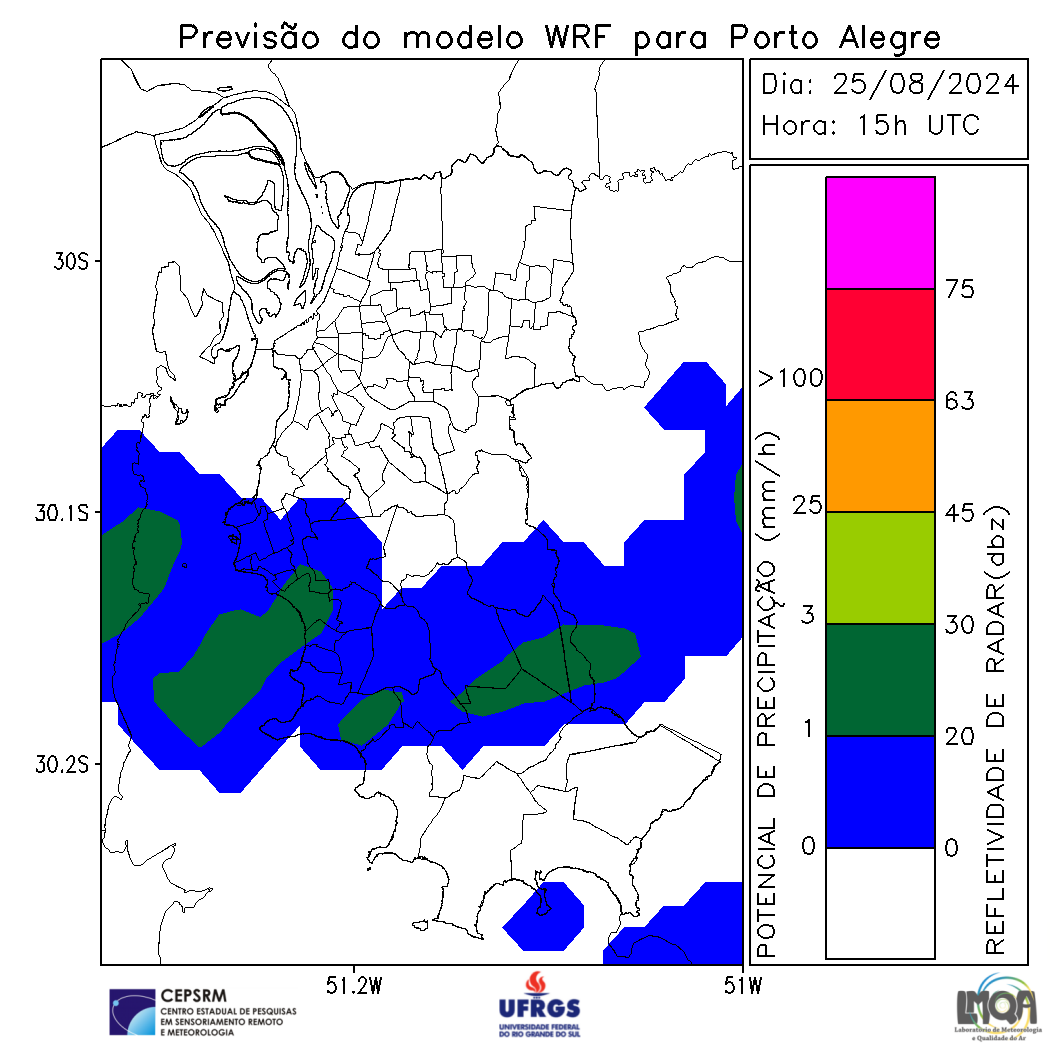 Previsão do modelo WRF para Porto Alegre
Dia: 25/08/2024
Hora: 15h UTC
30S
30.1S
30.2S
51.2W
51W
POTENCIAL DE PRECIPITAÇÃO (mm/h)
>100
25
3
1
0
75
63
45
30
20
0
REFLETIVIDADE DE RADAR(dbz)
CEPSRM
CENTRO ESTADUAL DE PESQUISAS
EM SENSORIAMENTO REMOTO
E METEOROLOGIA
UFRGS
UNIVERSIDADE FEDERAL
DO RIO GRANDE DO SUL
LMQA
Laboratório de Meteorologia
e Qualidade do Ar